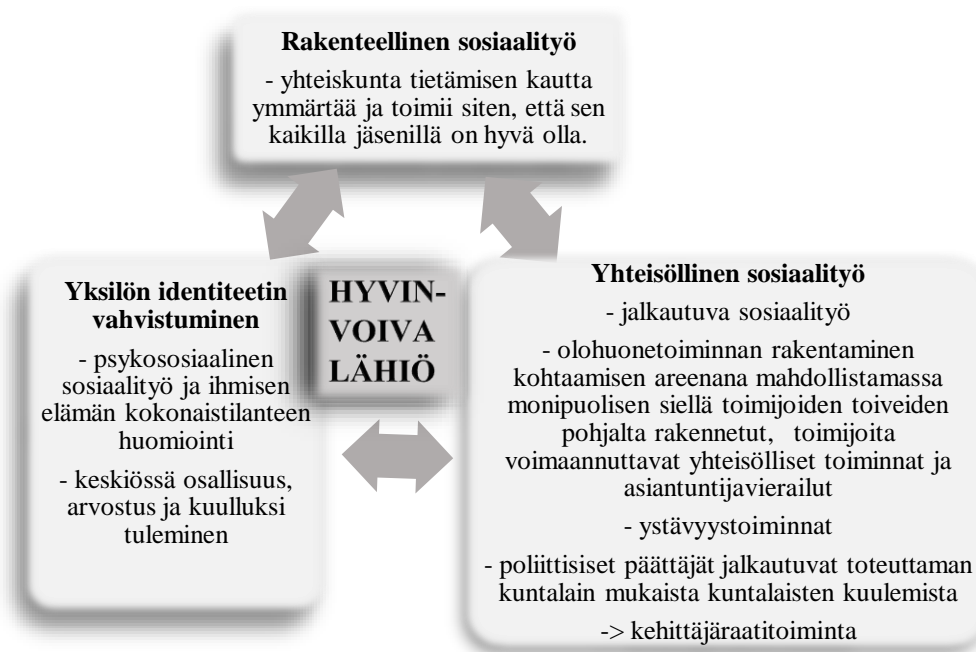 Rakenteellinen sosiaalityö
- yhteiskunta tietämisen kautta
ymmärtää ja toimii siten, että sen
kaikilla jäsenillä on hyvä olla.
Yksilön identiteetin
vahvistuminen
- psykososiaalinen
sosiaalityö ja ihmisen
elämän kokonaistilanteen
huomiointi
- keskiössä osallisuus,
arvostus ja kuulluksi
tuleminen
HYVIN-
VOIVA
LÄHIÖ
Yhteisöllinen sosiaalityö
- jalkautuva sosiaalityö
- olohuonetoiminnan rakentaminen
kohtaamisen areenana mahdollistamassa
monipuolisen siellä toimijoiden toiveiden
pohjalta rakennetut, toimijoita
voimaannuttavat yhteisölliset toiminnat ja
asiantuntijavierailut
- ystävyystoiminnat
- poliittisiset päättäjät jalkautuvat toteuttaman
kuntalain mukaista kuntalaisten kuulemista
-> kehittäjäraatitoiminta